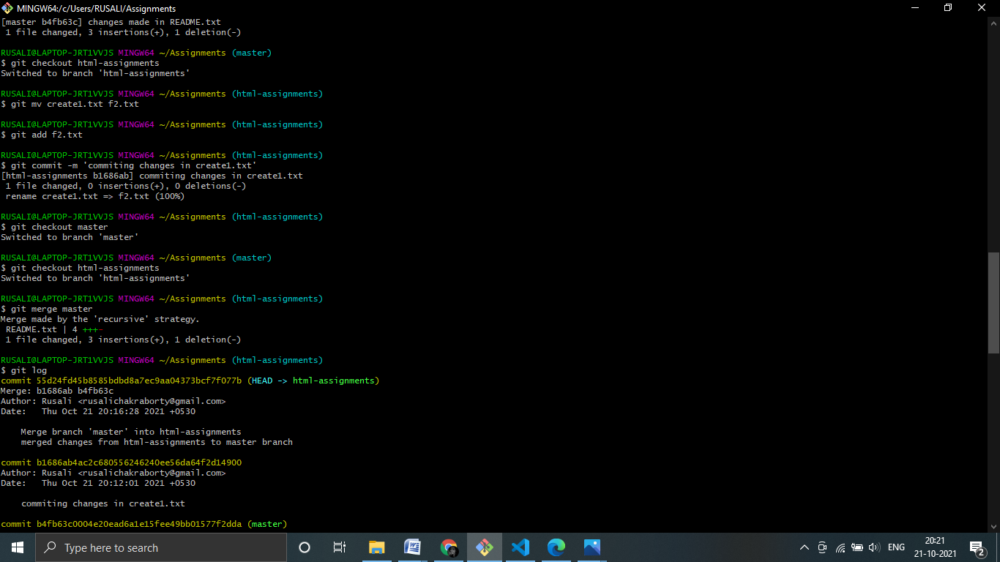 MINGW64:/c/Users/RUSALI/Assignments
[master b4fb63c] changes made in README.txt
 1 file changed, 3 insertions(+), 1 deletion(-)
RUSALI@LAPTOP-JRT1VVJS MINGW64 ~/Assignments (master)
$ git checkout html-assignments
Switched to branch 'html-assignments'
RUSALI@LAPTOP-JRT1VVJS MINGW64 ~/Assignments (html-assignments)
$ git mv create1.txt f2.txt
RUSALI@LAPTOP-JRT1VVJS MINGW64 ~/Assignments (html-assignments)
$ git add f2.txt
RUSALI@LAPTOP-JRT1VVJS MINGW64 ~/Assignments (html-assignments)
$ git commit -m 'commiting changes in create1.txt'
[html-assignments b1686ab] commiting changes in create1.txt
 1 file changed, 0 insertions(+), 0 deletions(-)
 rename create1.txt => f2.txt (100%)
RUSALI@LAPTOP-JRT1VVJS MINGW64 ~/Assignments (html-assignments)
$ git checkout master
Switched to branch 'master'
RUSALI@LAPTOP-JRT1VVJS MINGW64 ~/Assignments (master)
$ git checkout html-assignments
Switched to branch 'html-assignments'
RUSALI@LAPTOP-JRT1VVJS MINGW64 ~/Assignments (html-assignments)
$ git merge master
Merge made by the 'recursive' strategy.
 README.txt | 4 +++-
 1 file changed, 3 insertions(+), 1 deletion(-)
RUSALI@LAPTOP-JRT1VVJS MINGW64 ~/Assignments (html-assignments)
$ git log
commit 55d24fd45b8585bdbd8a7ec9aa04373bcf7f077b (HEAD -> html-assignments)
Merge: b1686ab b4fb63c
Author: Rusali <rusalichakraborty@gmail.com>
Date:   Thu Oct 21 20:16:28 2021 +0530
    Merge branch 'master' into html-assignments
    merged changes from html-assignments to master branch
commit b1686ab4ac2c680556246240ee56da64f2d14900
Author: Rusali <rusalichakraborty@gmail.com>
Date:   Thu Oct 21 20:12:01 2021 +0530
    commiting changes in create1.txt
commit b4fb63c0004e20ead6a1e15fee49bb01577f2dda (master)
Type here to search
ENG
20:21
21-10-2021
2